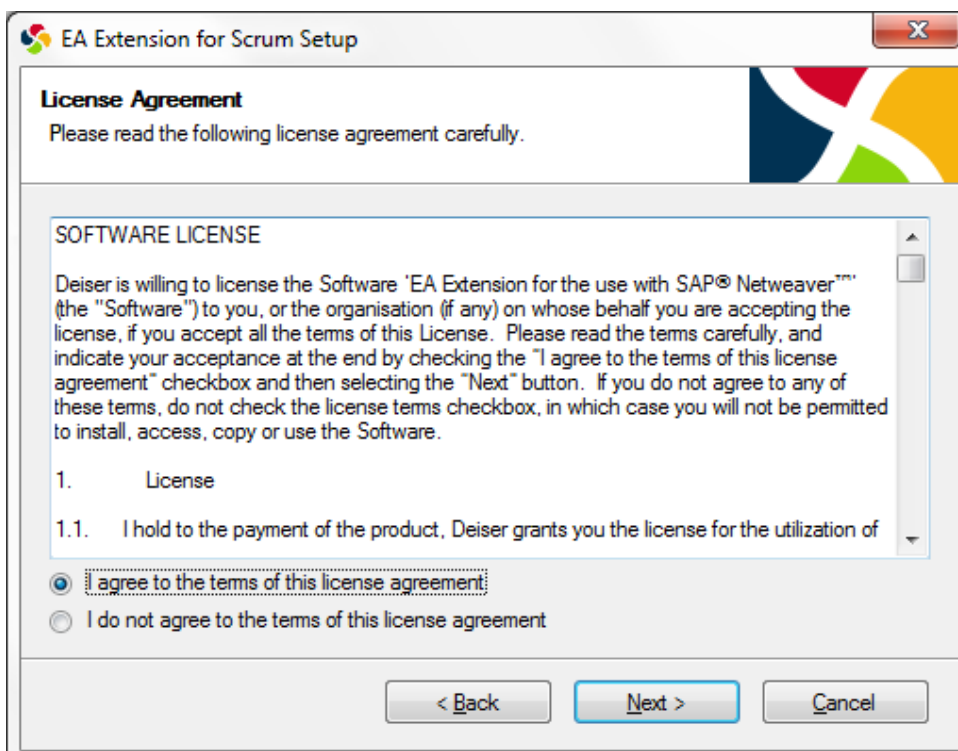 EA Extension for Scrum Setup
License Agreement
Please read the following license agreement carefully.
SOFTWARE LICENSE
Deiser is willing to license the Software 'EA Extension for the use with SAP® Netweaver™'
(the "Software") to you, or the organisation (if any) on whose behalf you are accepting the
license, if you accept all the terms of this License. Please read the terms carefully, and
indicate your acceptance at the end by checking the "I agree to the terms of this license
agreement" checkbox and then selecting the "Next" button. If you do not agree to any of
these terms, do not check the license terms checkbox, in which case you will not be permitted
to install, access, copy or use the Software.
1. License
1.1. I hold to the payment of the product, Deiser grants you the license for the utilization of
I agree to the terms of this license agreement
I do not agree to the terms of this license agreement
< Back Next > Cancel